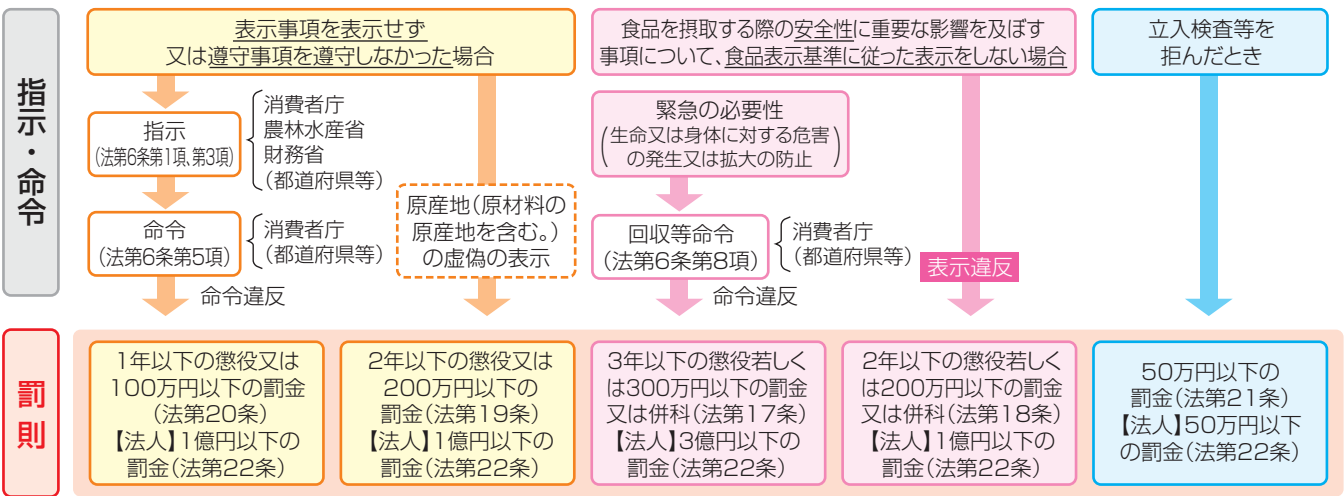 指示・命令
表示事項を表示せず
又は遵守事項を遵守しなかった場合
指示
(法第6条第1項、第3項)
消費者庁
農林水産省
財務省
(都道府県等)
命令
(法第6条第5項)
消費者庁
(都道府県等)
命令違反
原産地(原材料の
原産地を含む。)
の虚偽の表示
食品を摂取する際の安全性に重要な影響を及ぼす
事項について、食品表示基準に従った表示をしない場合
緊急の必要性
(生命又は身体に対する危害
の発生又は拡大の防止)
回収等命令
(法第6条第8項)
消費者庁
(都道府県等)
命令違反
表示違反
立入検査等を
拒んだとき
罰則
1年以下の懲役又は
100万円以下の罰金
(法第20条)
【法人】1億円以下の
罰金(法第22条)
2年以下の懲役又は
200万円以下の
罰金(法第19条)
【法人】1億円以下の
罰金(法第22条)
3年以下の懲役若しく
は300万円以下の罰金
又は併科(法第17条)
【法人】3億円以下の
罰金(法第22条)
2年以下の懲役若しく
は200万円以下の罰金
又は併科(法第18条)
【法人】1億円以下の
罰金(法第22条)
50万円以下の
罰金(法第21条)
【法人】50万円以下
の罰金(法第22条)